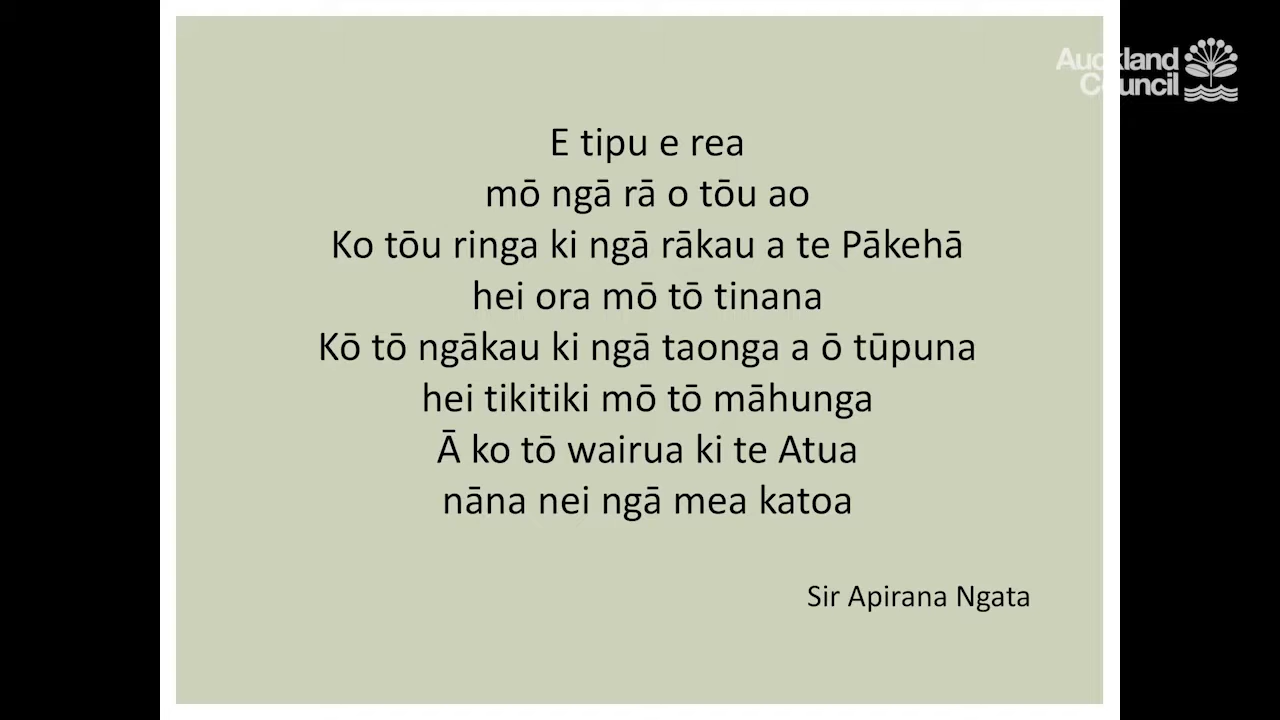 Auckland
Council
E tipu e rea
mō ngā rā o tōu ao
Ko tōu ringa ki ngā rākau a te Pākehā
hei ora mō tō tinana
Kō tō ngākau ki ngā taonga a ō tūpuna
hei tikitiki mō tō māhunga
Ā ko tō wairua ki te Atua
nāna nei ngā mea katoa
Sir Apirana Ngata